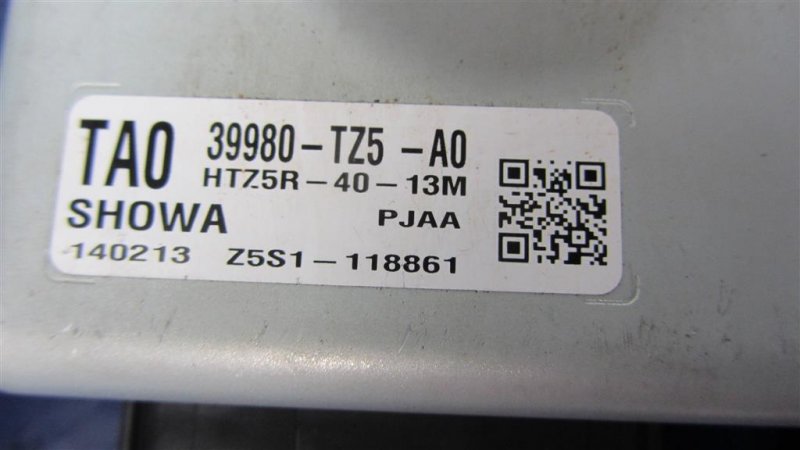 TA0 39980-TZ5-A0
HTZ5R-40-13M
SHOWA PJAA
140213 Z5S1-118861